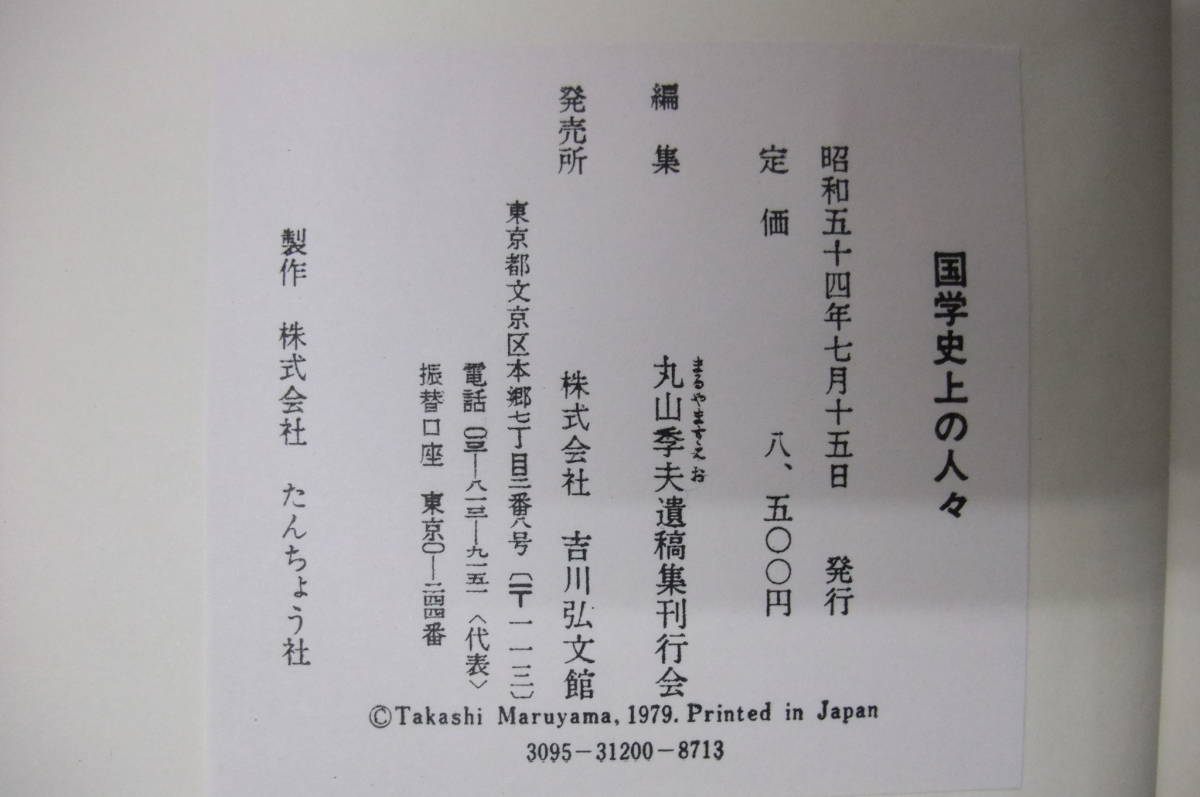 国学史上の人々
昭和五十四年七月十五日 発行
定価 八、五〇〇円
編集 丸山季夫遺稿集刊行会
まるやますえお
発売所 株式会社 吉川弘文館
東京都文京区本郷七丁目二番八号〔〒一一三〕
電話 〇三―八一三―九一五一〈代表〉
振替口座 東京〇―二四四番
製作 株式会社 たんちょう社
©Takashi Maruyama, 1979. Printed in Japan
3095-31200-8713